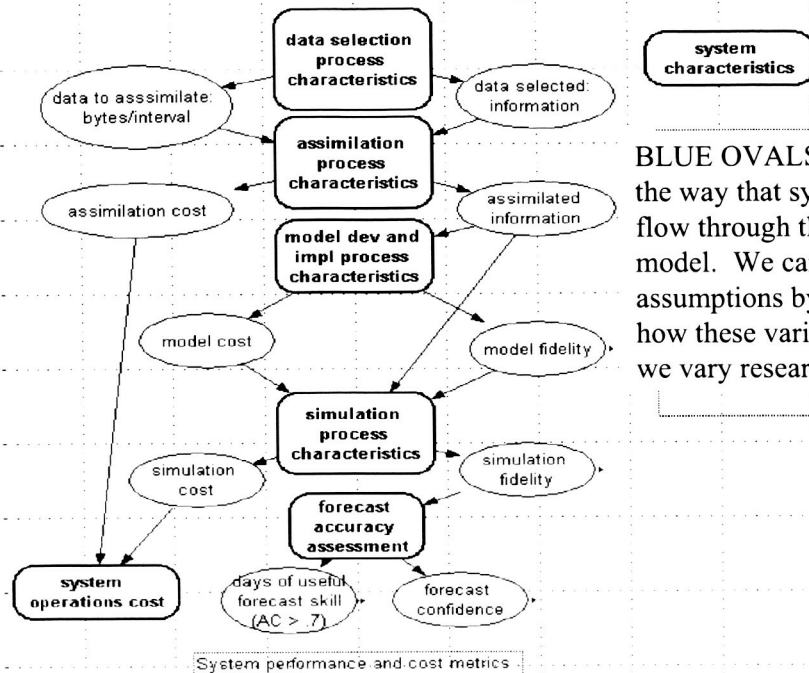 data selection
process
characteristics
system
characteristics
data to asssimilate:
bytes/interval
data selected:
information
assimilation
process
characteristics
BLUE OVALS
the way that sy
flow through th
model. We ca
assumptions by
how these vari
we vary resear
assimilation cost
assimilated
information
model dev and
impl process
characteristics
model cost
model fidelity
simulation
process
characteristics
simulation
cost
simulation
fidelity
forecast
accuracy
assessment
system
operations cost
days of useful
forecast skill
(AC > .7)
forecast
confidence
System performance and cost metrics